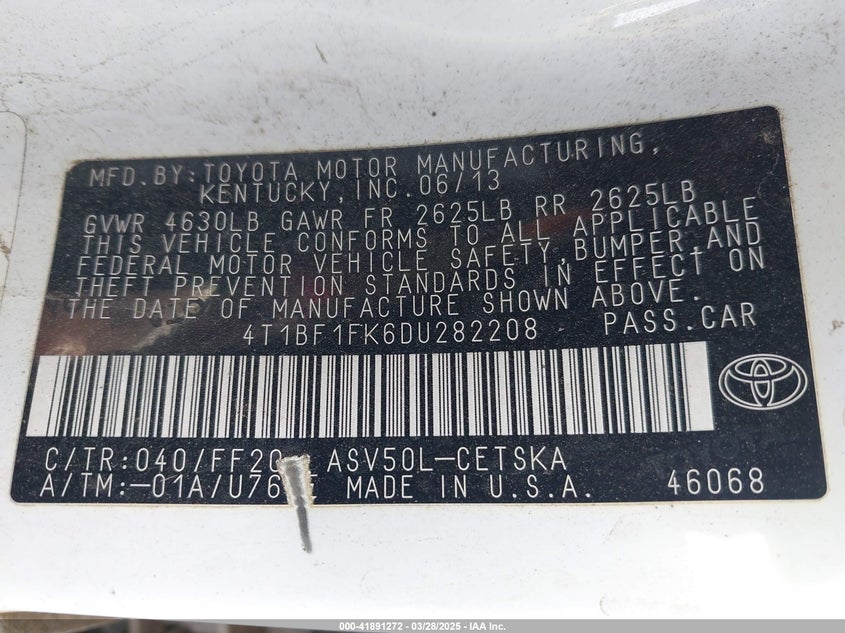 MFD. BY:TOYOTA MOTOR MANUFACTURING,
KENTUCKY,INC. 06/13
GVWR 4630LB GAWR FR 2625LB RR 2625LB
THIS VEHICLE CONFORMS TO ALL APPLICABLE
FEDERAL MOTOR VEHICLE SAFETY,BUMPER,AND
THEFT PREVENTION STANDARDS IN EFFECT ON
THE DATE OF MANUFACTURE SHOWN ABOVE.
4T1BF1FK6DU282208 PASS.CAR
C/TR:040/FF20 ASV50L-CETSKA
A/TM:-01A/U76 MADE IN U.S.A. 46068
000-41891272 | 03/28/2025 - IAA Inc.